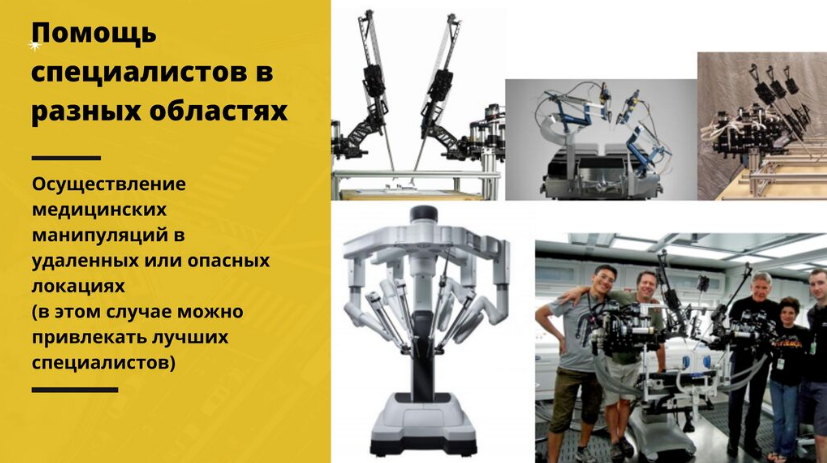 Помощь
специалистов в
разных областях
Осуществление
медицинских
манипуляций в
удаленных или опасных
локациях
(в этом случае можно
привлекать лучших
специалистов)